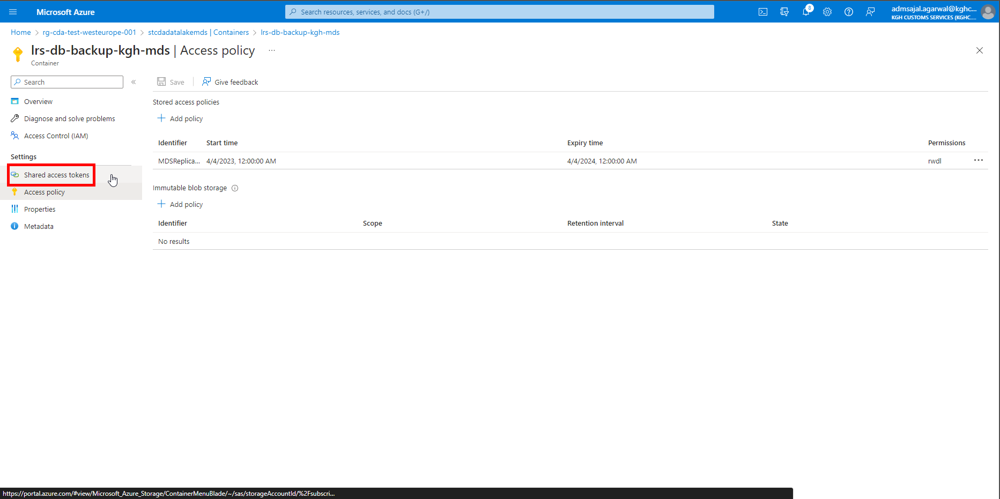 Microsoft Azure
Search resources, services, and docs (G+/)
8
admsajal.agarwal@kghc...
KGH CUSTOMS SERVICES (KGHC....
Home > rg-cda-test-westeurope-001 > stcdadatalakemds | Containers > lrs-db-backup-kgh-mds
lrs-db-backup-kgh-mds | Access policy ...
Container
Search «
Save Give feedback
Overview
Diagnose and solve problems
Access Control (IAM)
Settings
Shared access tokens
Access policy
Properties
Metadata
Stored access policies
+ Add policy
Identifier Start time Expiry time Permissions
MDSReplica... 4/4/2023, 12:00:00 AM 4/4/2024, 12:00:00 AM rwdl ...
Immutable blob storage
+ Add policy
Identifier Scope Retention interval State
No results
https://portal.azure.com/#view/Microsoft_Azure_Storage/ContainerMenuBlade/~/sas/storageAccountId/%2Fsubscri...